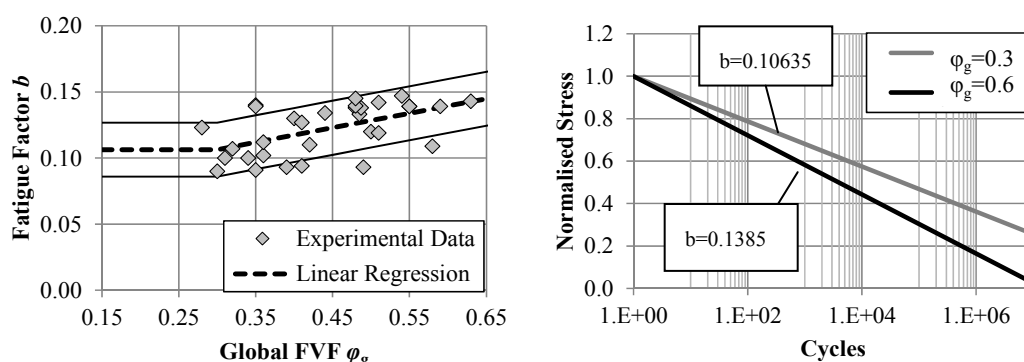 0.20
0.15
0.10
0.05
0.00
Fatigue Factor b
Experimental Data
Linear Regression
0.15 0.25 0.35 0.45 0.55 0.65
Global FVF φg
1.2
1.0
0.8
0.6
0.4
0.2
0.0
Normalised Stress
b=0.10635
φg=0.3
φg=0.6
b=0.1385
1.E+00 1.E+02 1.E+04 1.E+06
Cycles